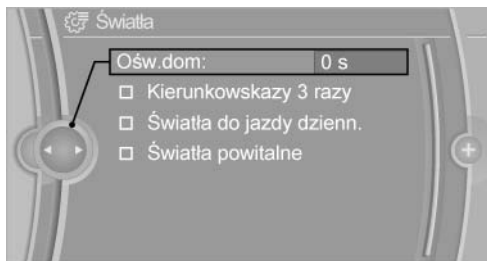 Światła
Ośw.dom: 0 s
Kierunkowskazy 3 razy
Światła do jazdy dzienn.
Światła powitalne